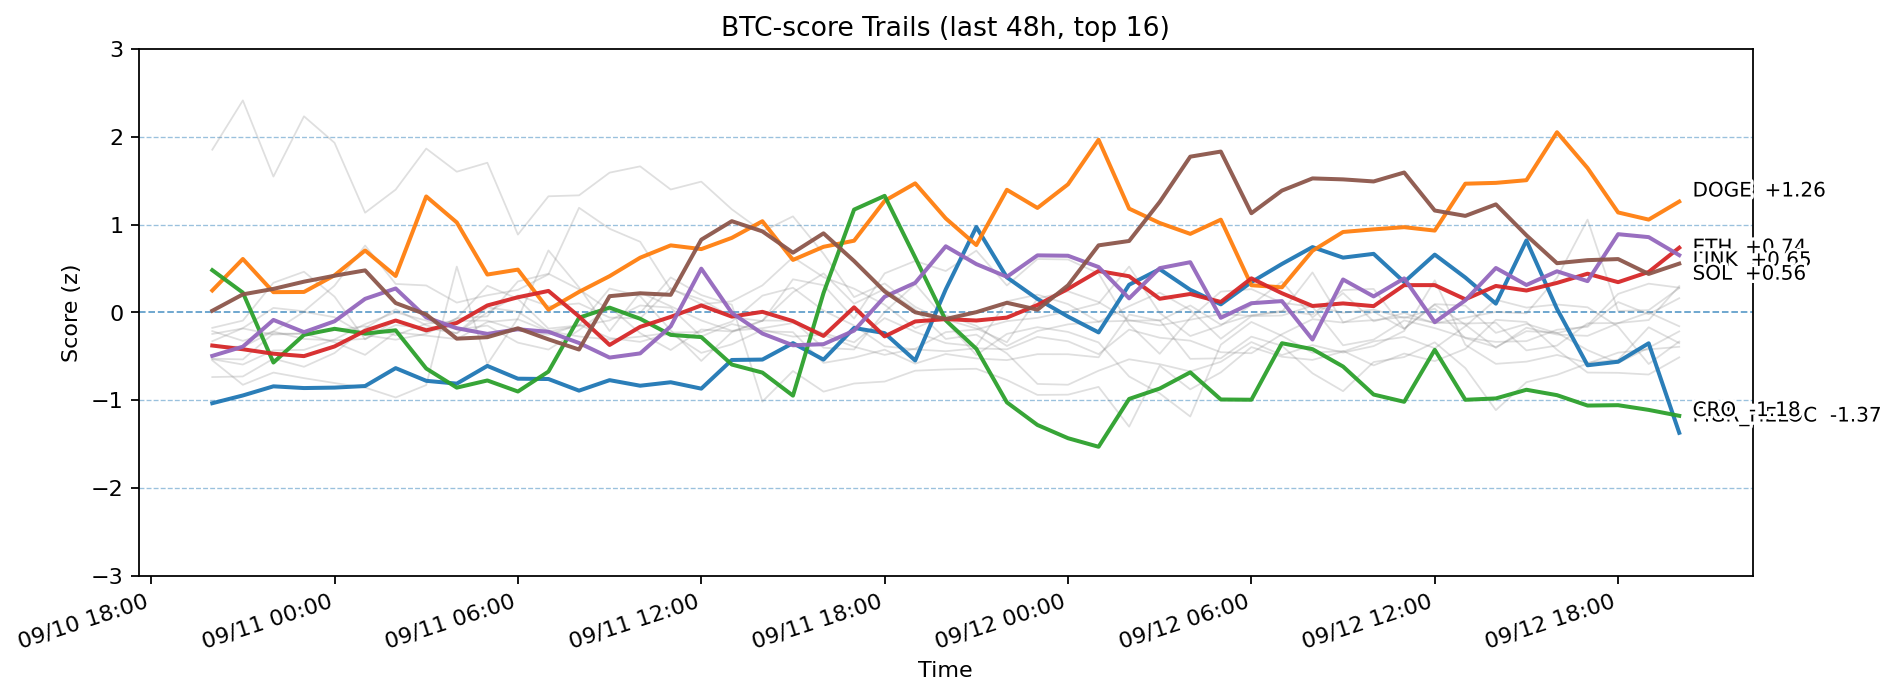 BTC-score Trails (last 48h, top 16)
Score (z)
3
2
1
0
−1
−2
−3
DOGE +1.26
ETH +0.74
LINK +0.65
SOL +0.56
CRO -1.18
-1.37
09/10 18:00
09/11 00:00
09/11 06:00
09/11 12:00
09/11 18:00
09/12 00:00
09/12 06:00
09/12 12:00
09/12 18:00
Time